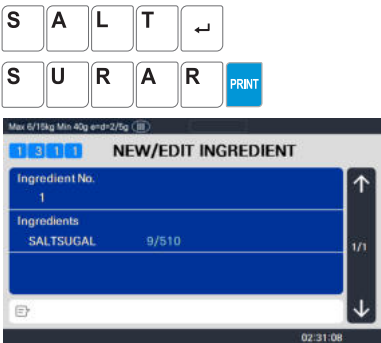 S A L T ↵
S U R A R PRINT
Max 6/15kg Min 40g e=d=2/5g (III)
1 3 1 1 NEW/EDIT INGREDIENT
Ingredient No.
1
Ingredients
SALTSUGAL 9/510
1/1
02:31:08